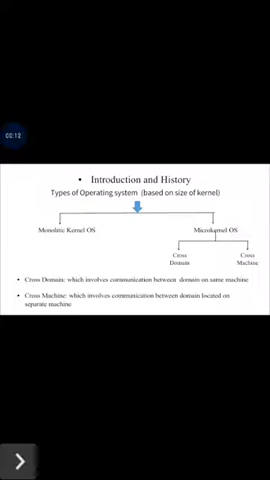 00:12
• Introduction and History
Types of Operating system (based on size of kernel)
Monolitic Kernel OS
Microkernel OS
Cross Domain
Cross Machine
• Cross Domain: which involves communication between domain on same machine
• Cross Machine: which involves communication between domain located on
separate machine